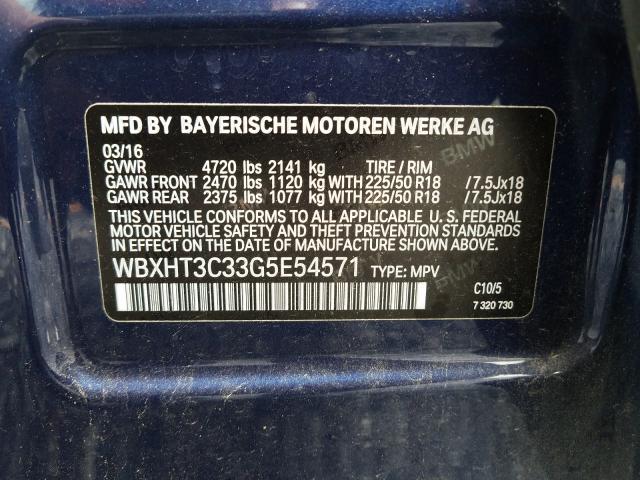 MFD BY BAYERISCHE MOTOREN WERKE AG
03/16
GVWR 4720 lbs 2141 kg TIRE / RIM
GAWR FRONT 2470 lbs 1120 kg WITH 225/50 R18 /7.5Jx18
GAWR REAR 2375 lbs 1077 kg WITH 225/50 R18 /7.5Jx18
THIS VEHICLE CONFORMS TO ALL APPLICABLE U. S. FEDERAL
MOTOR VEHICLE SAFETY AND THEFT PREVENTION
STANDARDS IN EFFECT ON THE DATE OF MANUFACTURE
SHOWN ABOVE.
WBXHT3C33G5E54571 TYPE: MPV
C10/5
7 320 730
BMW
BMW